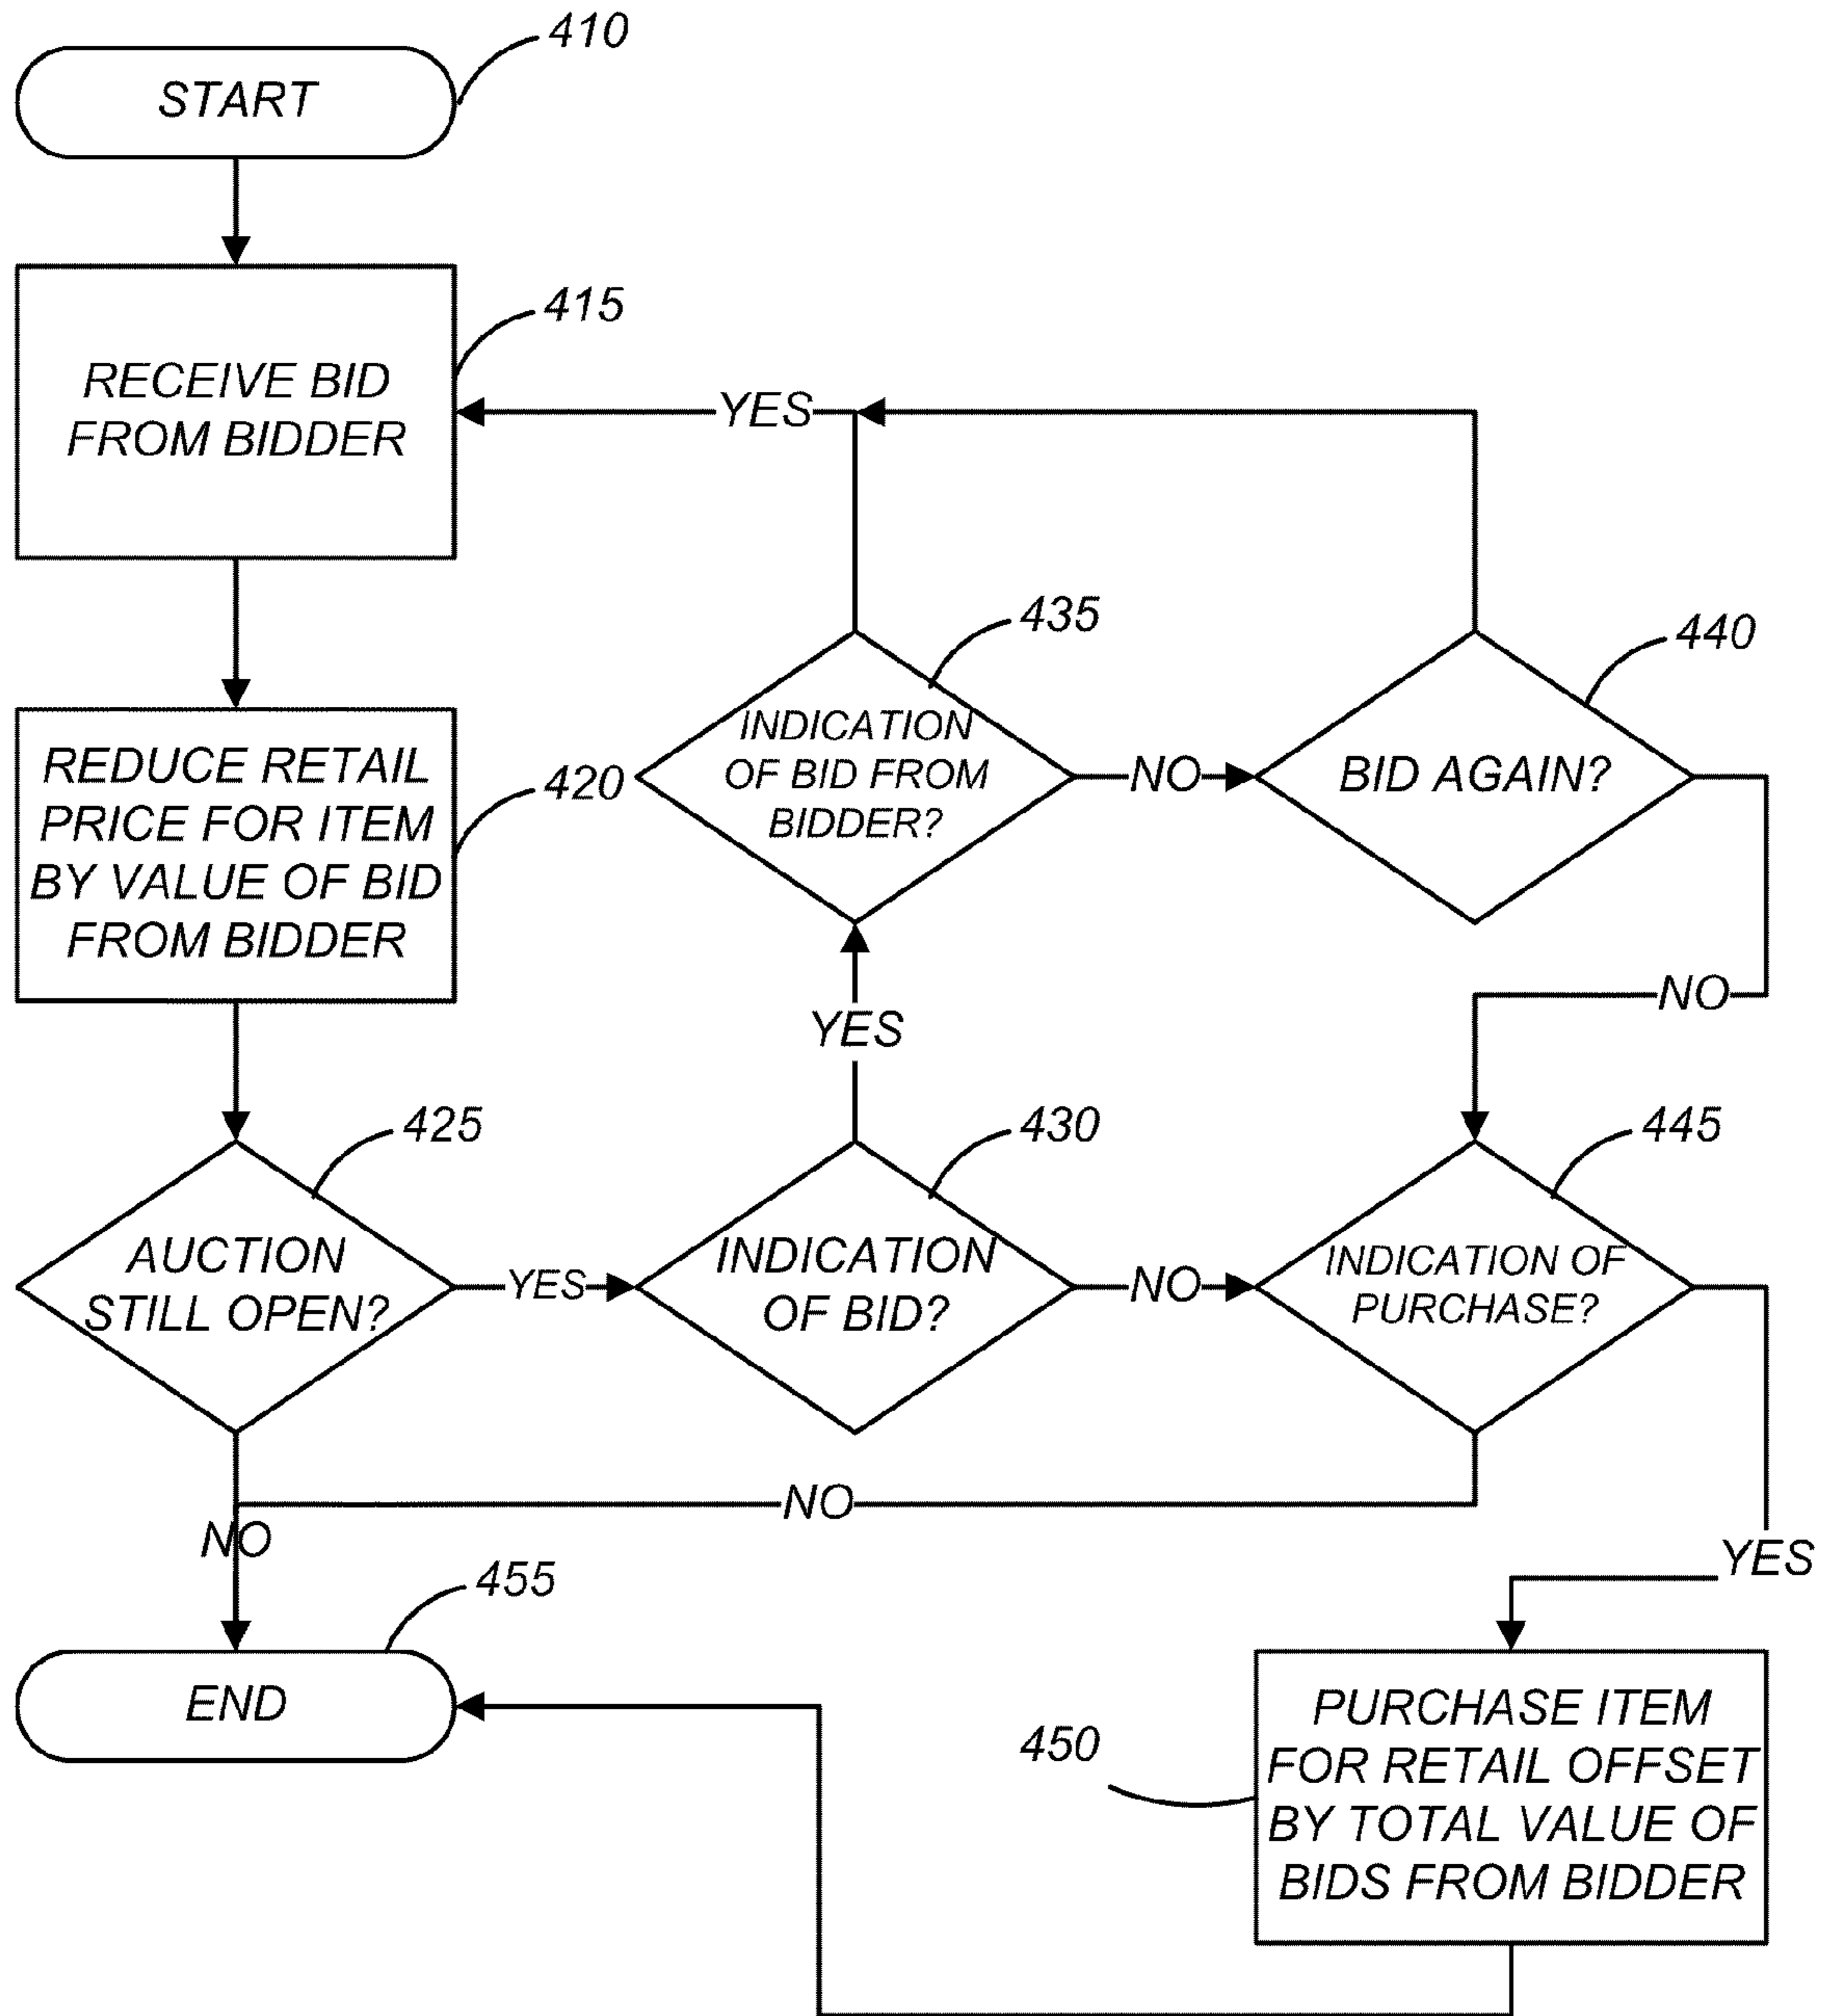 410
START
415
RECEIVE BID
FROM BIDDER
YES
435
440
INDICATION
OF BID FROM
BIDDER?
NO
BID AGAIN?
REDUCE RETAIL
PRICE FOR ITEM
BY VALUE OF BID
FROM BIDDER
420
YES
NO
425
430
445
AUCTION
STILL OPEN?
YES
INDICATION
OF BID?
NO
INDICATION OF
PURCHASE?
NO
NO
YES
455
END
450
PURCHASE ITEM
FOR RETAIL OFFSET
BY TOTAL VALUE OF
BIDS FROM BIDDER